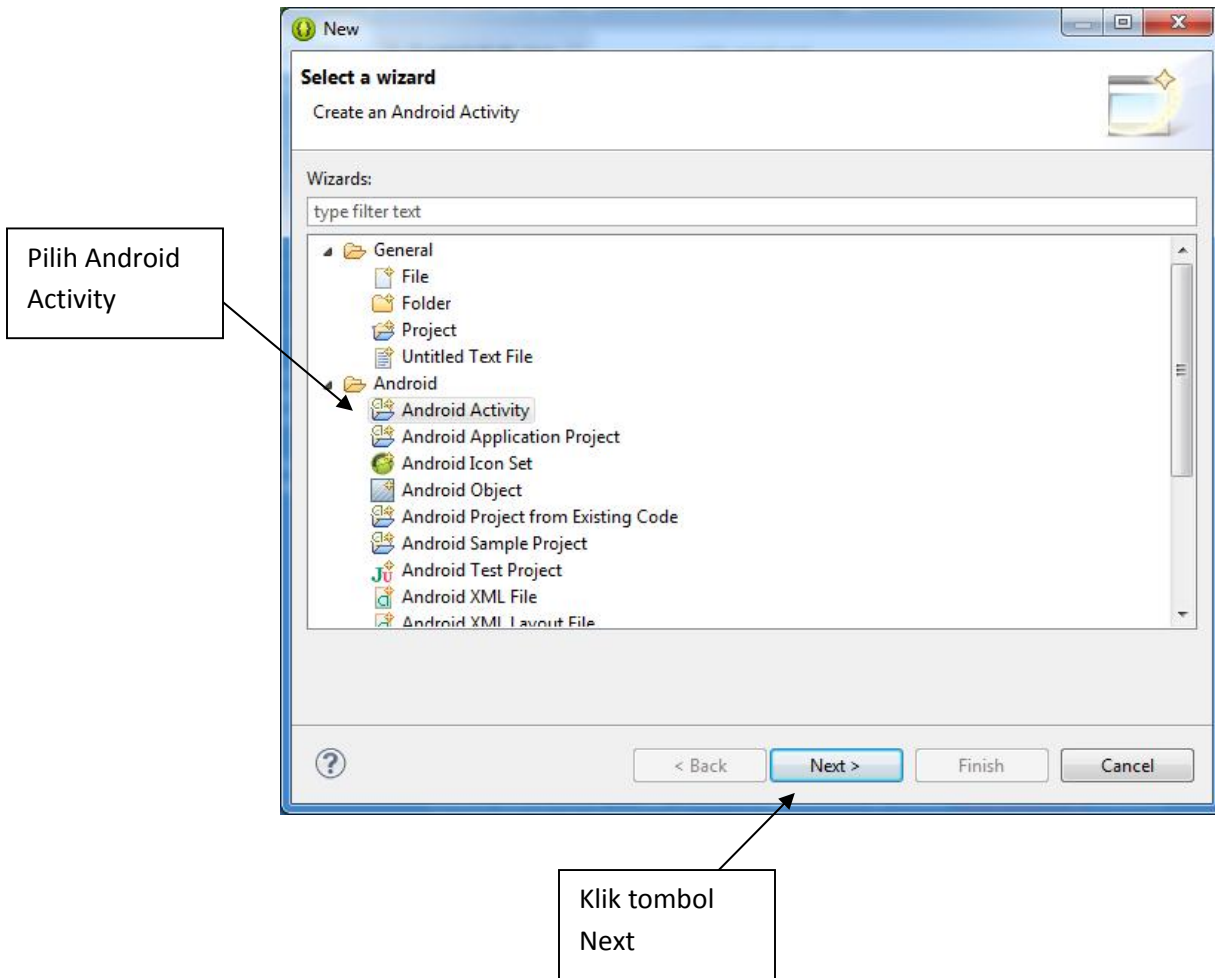 New
Select a wizard
Create an Android Activity
Wizards:
type filter text
General
File
Folder
Project
Untitled Text File
Android
Android Activity
Android Application Project
Android Icon Set
Android Object
Android Project from Existing Code
Android Sample Project
Android Test Project
Android XML File
Android XML Layout File
Pilih Android
Activity
< Back
Next >
Finish
Cancel
Klik tombol
Next